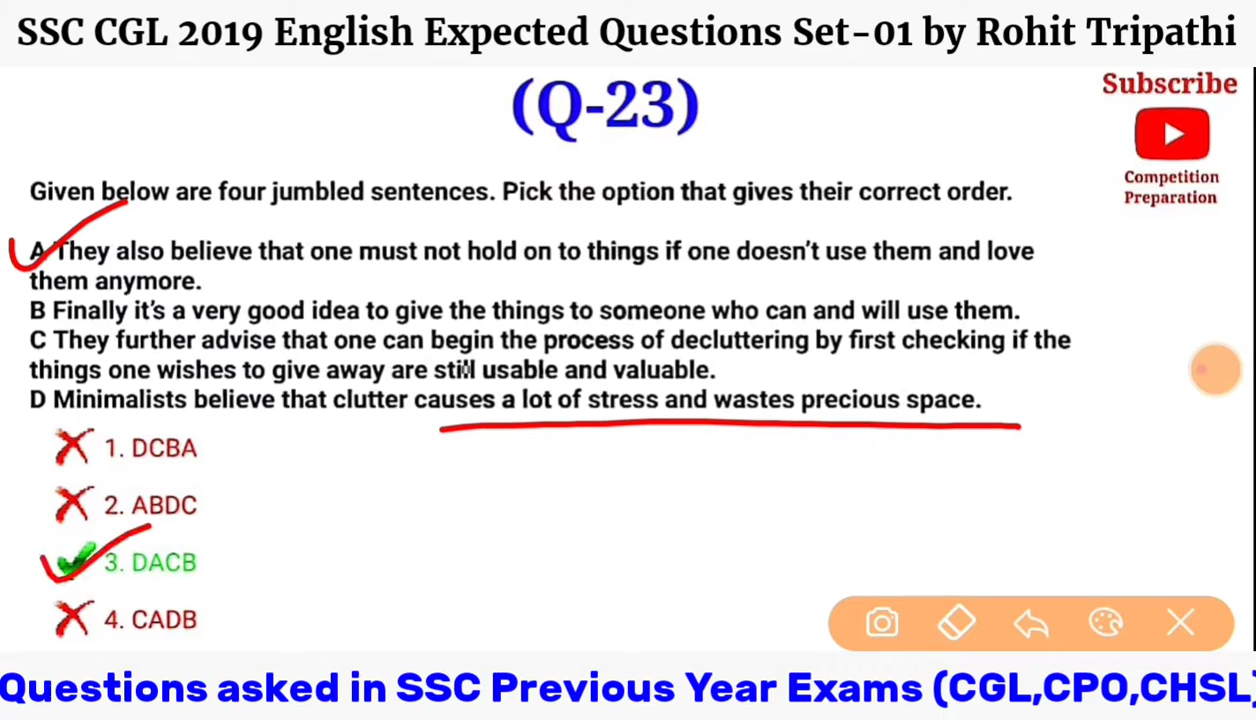 SSC CGL 2019 English Expected Questions Set-01 by Rohit Tripathi
(Q-23)
Subscribe
Competition
Preparation
Given below are four jumbled sentences. Pick the option that gives their correct order.
A They also believe that one must not hold on to things if one doesn't use them and love
them anymore.
B Finally it's a very good idea to give the things to someone who can and will use them.
C They further advise that one can begin the process of decluttering by first checking if the
things one wishes to give away are still usable and valuable.
D Minimalists believe that clutter causes a lot of stress and wastes precious space.
1. DCBA
2. ABDC
3. DACB
4. CADB
Questions asked in SSC Previous Year Exams (CGL,CPO,CHSL)